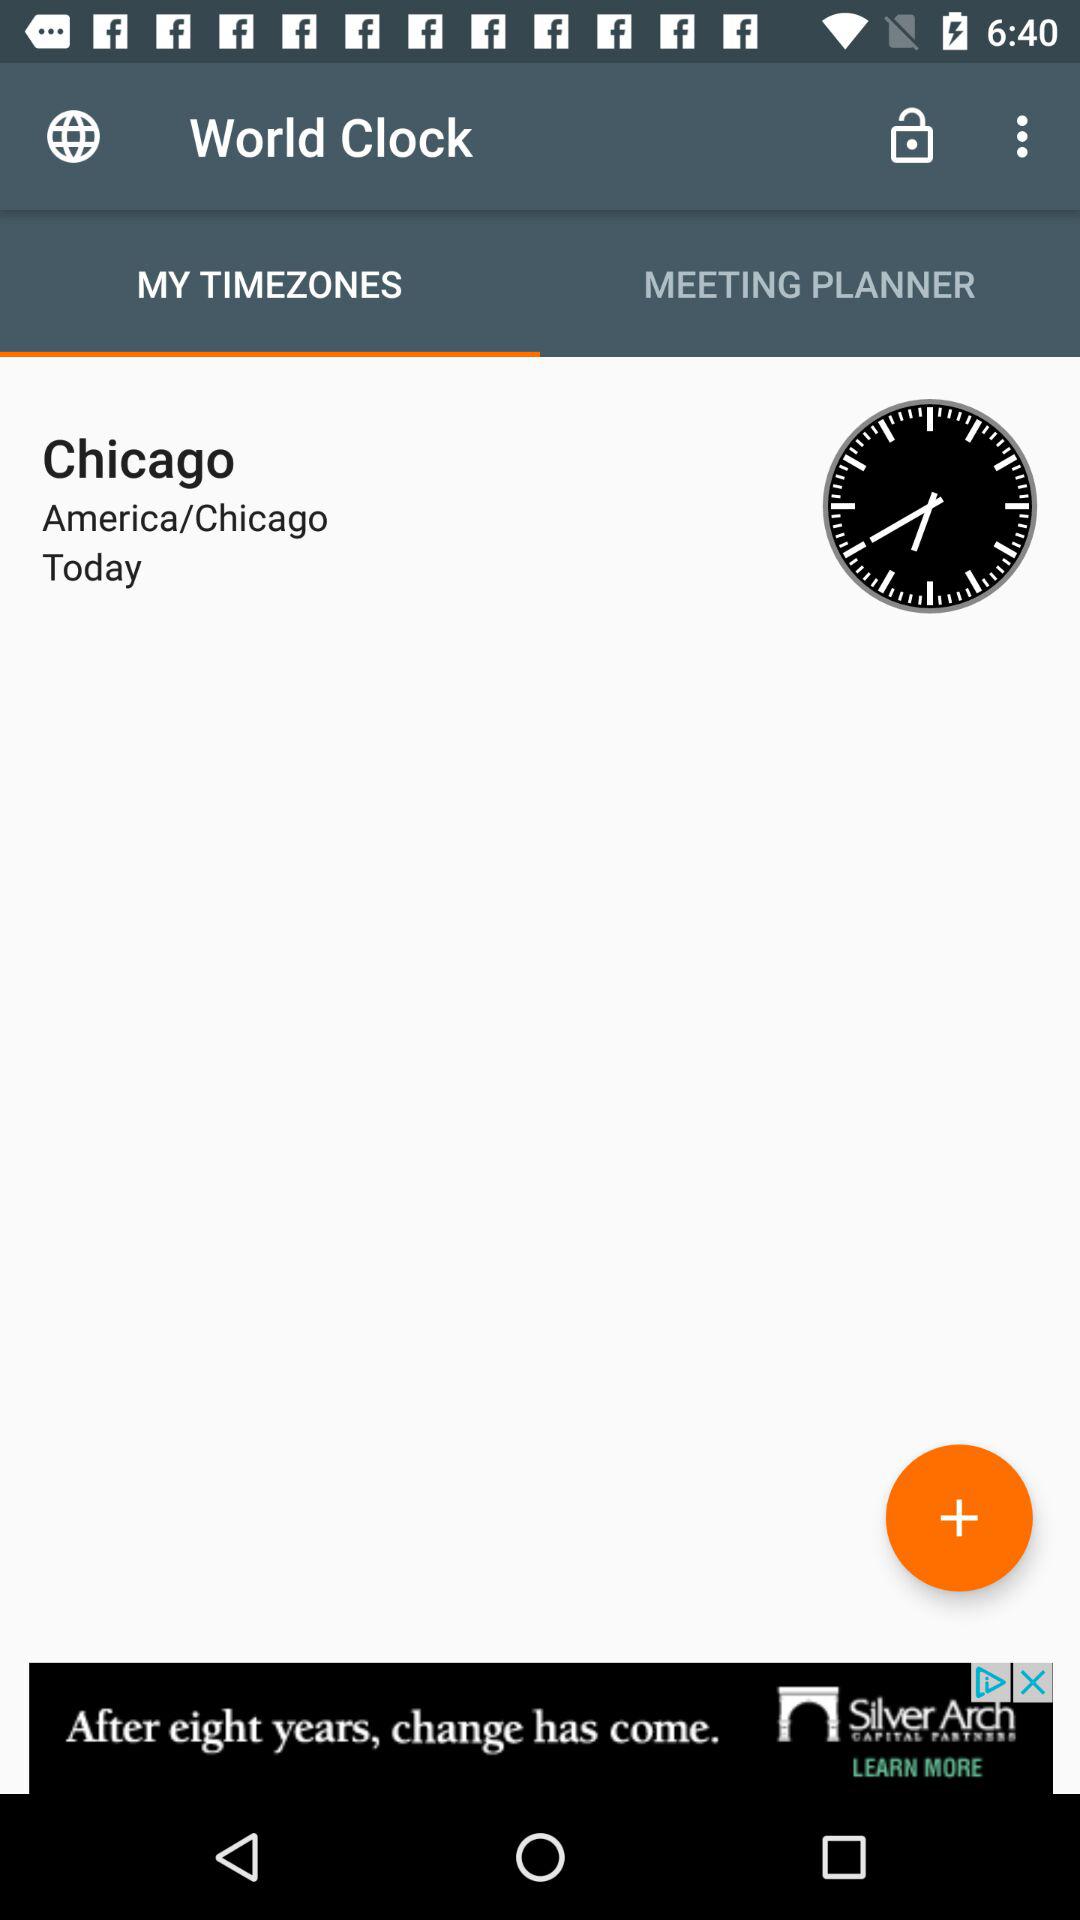 6:40
World Clock
MY TIMEZONES
MEETING PLANNER
Chicago
America/Chicago
Today
After eight years, change has come.
Silver Arch
CAPITAL PARTNERS
LEARN MORE